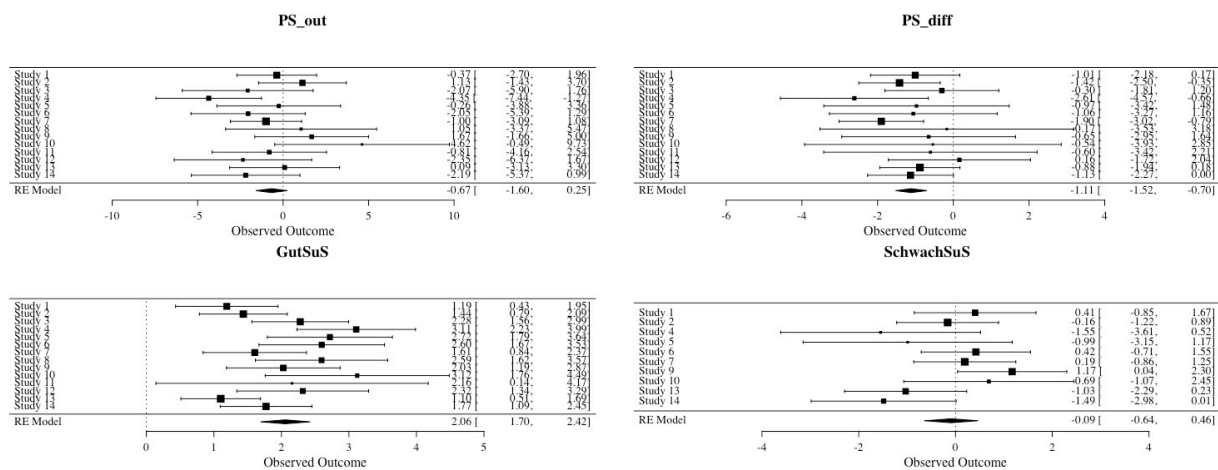 PS_out
Study 1 -0.37 [ -2.70, 1.96
Study 2 1.13 [ -1.43, 3.70
Study 3 -2.07 [ -5.90, 1.76
Study 4 -4.35 [ -7.44, -1.27
Study 5 -0.26 [ -3.88, 3.36
Study 6 -2.05 [ -5.39, 1.29
Study 7 -1.00 [ -3.09, 1.08
Study 8 1.05 [ -3.37, 5.47
Study 9 1.67 [ -1.66, 5.00
Study 10 4.62 [ -0.49, 9.73
Study 11 -0.81 [ -4.16, 2.54
Study 12 -2.35 [ -6.37, 1.67
Study 13 0.09 [ -3.13, 3.30
Study 14 -2.19 [ -5.37, 0.99
RE Model -0.67 [ -1.60, 0.25
-10 -5 0 5 10
Observed Outcome
PS_diff
Study 1 -1.01 [ -2.18, 0.17
Study 2 -1.42 [ -2.50, -0.35
Study 3 -0.30 [ -1.81, 1.20
Study 4 -2.61 [ -4.57, -0.66
Study 5 -0.97 [ -3.42, 1.48
Study 6 -1.06 [ -3.27, 1.16
Study 7 -1.90 [ -3.02, -0.79
Study 8 -0.17 [ -3.53, 3.18
Study 9 -0.65 [ -2.95, 1.64
Study 10 -0.54 [ -3.93, 2.85
Study 11 -0.60 [ -3.42, 2.21
Study 12 0.16 [ -1.72, 2.04
Study 13 -0.88 [ -1.94, 0.18
Study 14 -1.13 [ -2.27, 0.00
RE Model -1.11 [ -1.52, -0.70
-6 -4 -2 0 2 4
Observed Outcome
GutSuS
Study 1 1.19 [ 0.43, 1.95
Study 2 1.44 [ 0.79, 2.09
Study 3 2.28 [ 1.56, 2.99
Study 4 3.11 [ 2.23, 3.99
Study 5 2.72 [ 1.79, 3.64
Study 6 2.60 [ 1.67, 3.53
Study 7 1.61 [ 0.84, 2.37
Study 8 2.59 [ 1.62, 3.57
Study 9 2.03 [ 1.19, 2.87
Study 10 3.12 [ 1.76, 4.49
Study 11 2.16 [ 0.14, 4.17
Study 12 2.32 [ 1.34, 3.29
Study 13 1.10 [ 0.51, 1.69
Study 14 1.77 [ 1.09, 2.45
RE Model 2.06 [ 1.70, 2.42
0 1 2 3 4 5
Observed Outcome
SchwachSuS
Study 1 0.41 [ -0.85, 1.67
Study 2 -0.16 [ -1.22, 0.89
Study 4 -1.55 [ -3.61, 0.52
Study 5 -0.99 [ -3.15, 1.17
Study 6 0.42 [ -0.71, 1.55
Study 7 0.19 [ -0.86, 1.25
Study 9 1.17 [ 0.04, 2.30
Study 10 0.69 [ -1.07, 2.45
Study 13 -1.03 [ -2.29, 0.23
Study 14 -1.49 [ -2.98, 0.01
RE Model -0.09 [ -0.64, 0.46
-4 -2 0 2 4
Observed Outcome